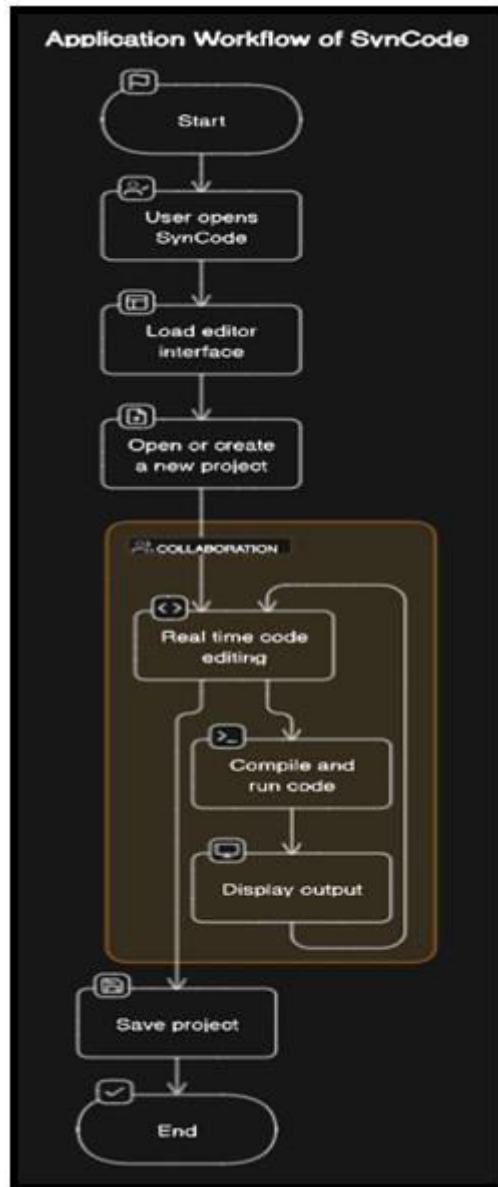 Application Workflow of SynCode
Start
User opens
SynCode
Load editor
interface
Open or create
a new project
COLLABORATION
Real time code
editing
Compile and
run code
Display output
Save project
End